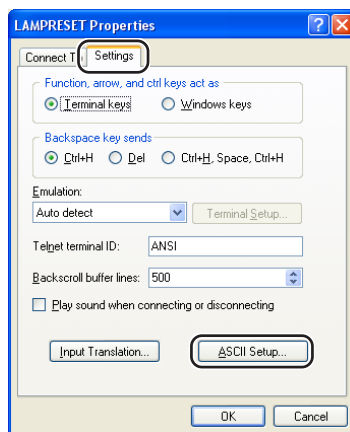 LAMPRESET Properties
Connect T Settings
Function, arrow, and ctrl keys act as
Terminal keys Windows keys
Backspace key sends
Ctrl+H Del Ctrl+H, Space, Ctrl+H
Emulation:
Auto detect Terminal Setup...
Telnet terminal ID: ANSI
Backscroll buffer lines: 500
Play sound when connecting or disconnecting
Input Translation... ASCII Setup...
OK Cancel